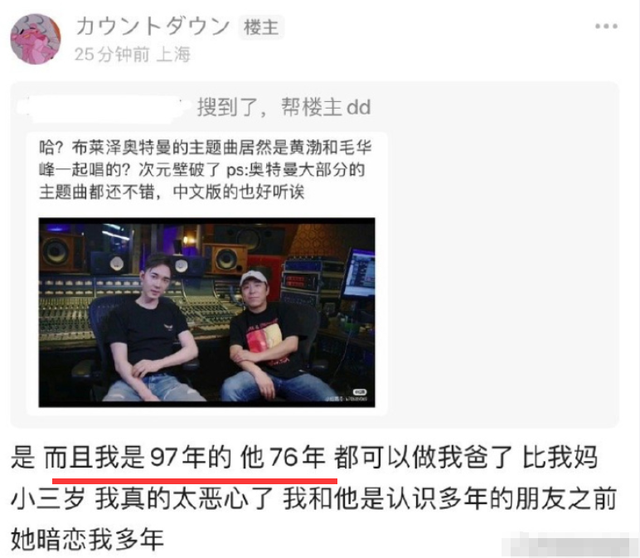 カウントダウン 楼主
25分钟前 上海
搜到了，帮楼主dd
哈？布莱泽奥特曼的主题曲居然是黄渤和毛华
峰一起唱的？次元壁破了 ps:奥特曼大部分的
主题曲都还不错，中文版的也好听诶
是 而且我是97年的 他76年 都可以做我爸了 比我妈
小三岁 我真的太恶心了 我和他是认识多年的朋友之前
她暗恋我多年